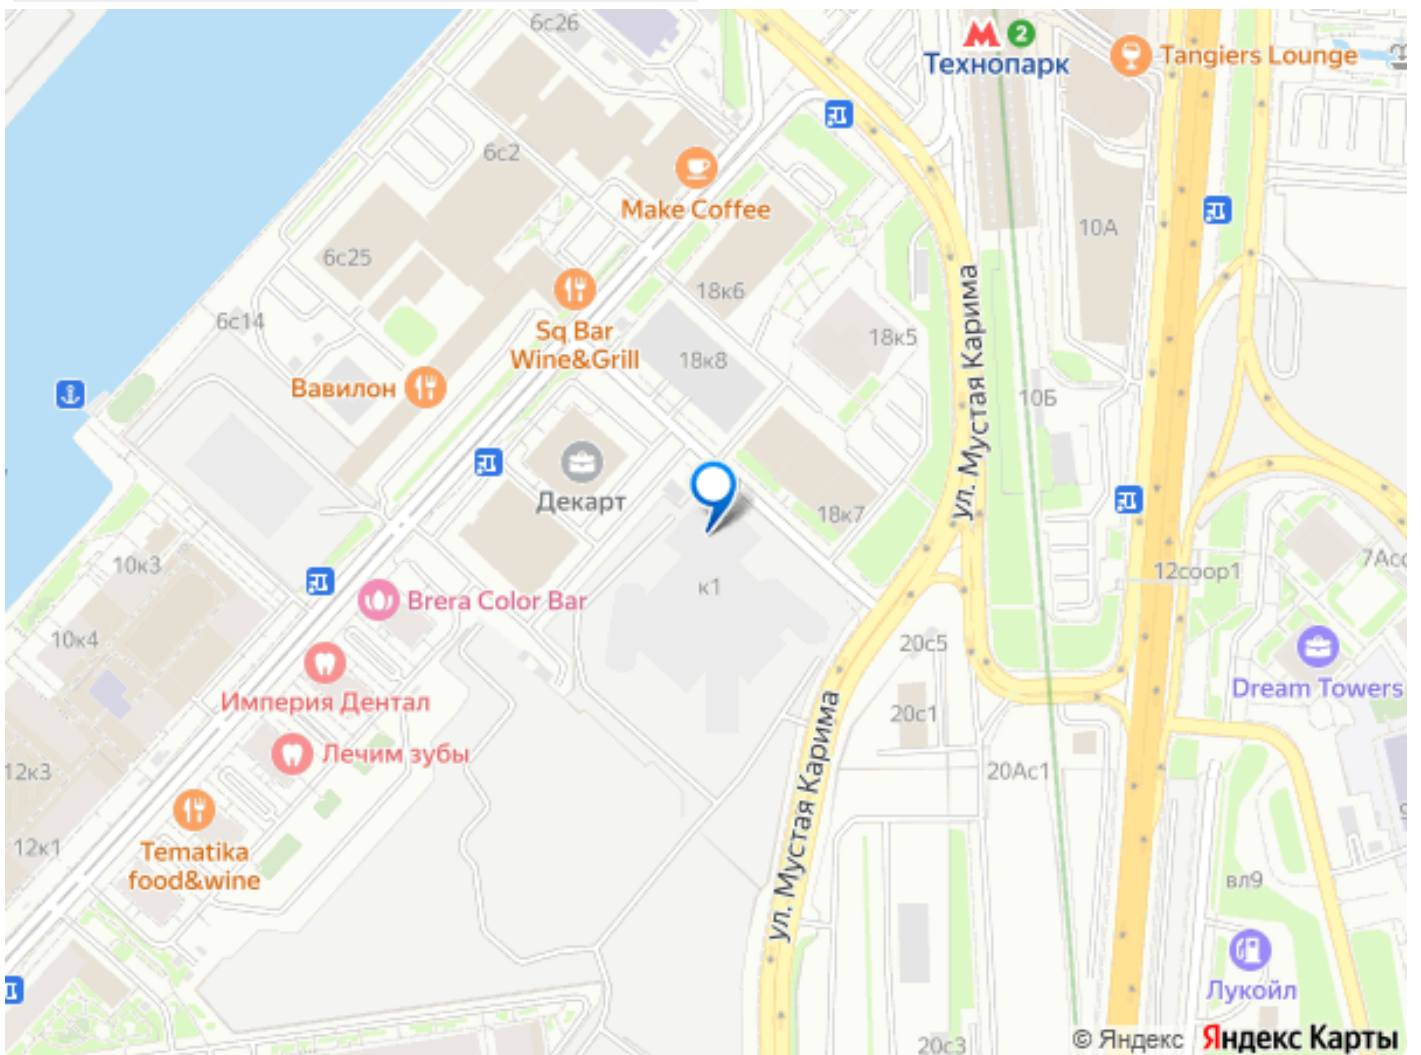 6с26
2
Технопарк
Tangiers Lounge
6с2
Make Coffee
10А
6с25
18к6
6с14
Sq Bar
Wine&Grill
18к8
18к5
ул. Мустая Карима
Вавилон
10Б
Декарт
18к7
10к3
к1
12соор1
7Асс
Brera Color Bar
10к4
20с5
Империя Дентал
Dream Towers
20с1
Лечим зубы
12к3
20Ас1
ул. Мустая Карима
12к1
Tematika
food&wine
вл9
Лукойл
20с3
© Яндекс Яндекс Карты